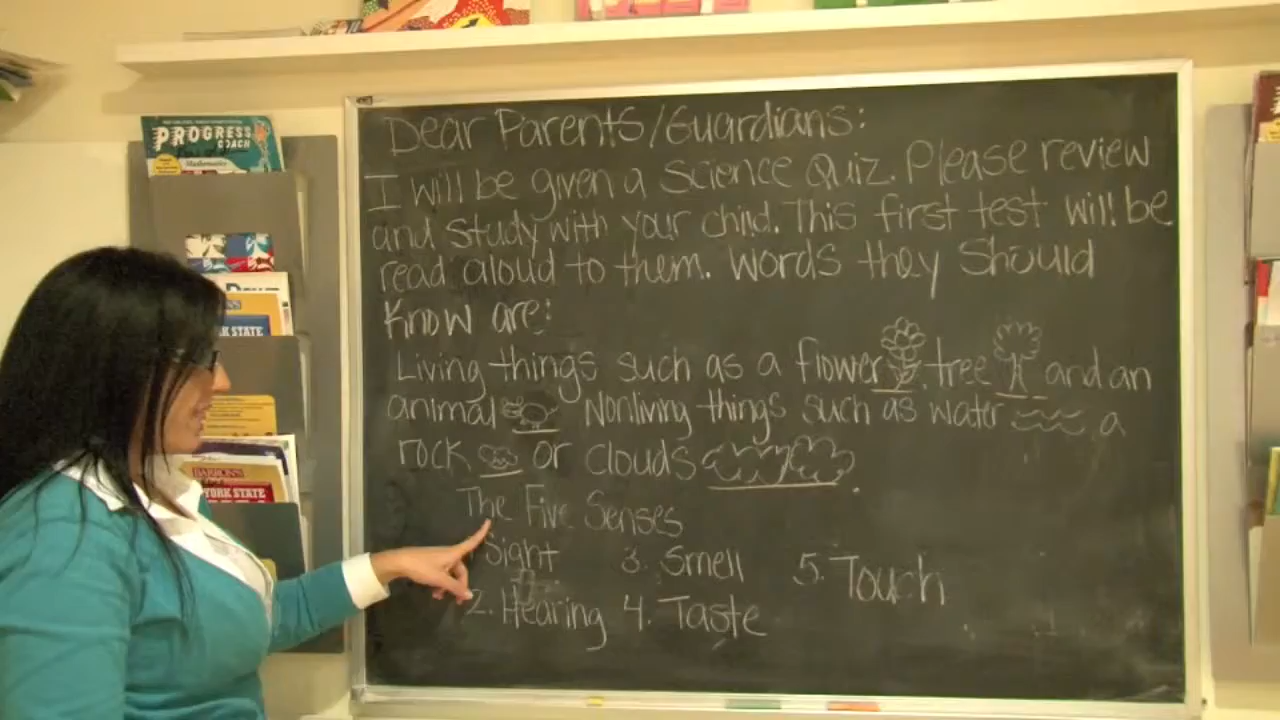 PROGRESS
COACH
Mathematics
YORK STATE
BARRONS
YORK STATE
Dear Parents/Guardians:
I will be given a Science Quiz. Please review
and study with your child. This first test will be
read aloud to them. Words they Should
Know are:
Living things such as a flower, tree and an
animal Nonliving things such as water a
rock or clouds.
The Five Senses
Sight 3. Smell 5. Touch
2. Hearing 4. Taste